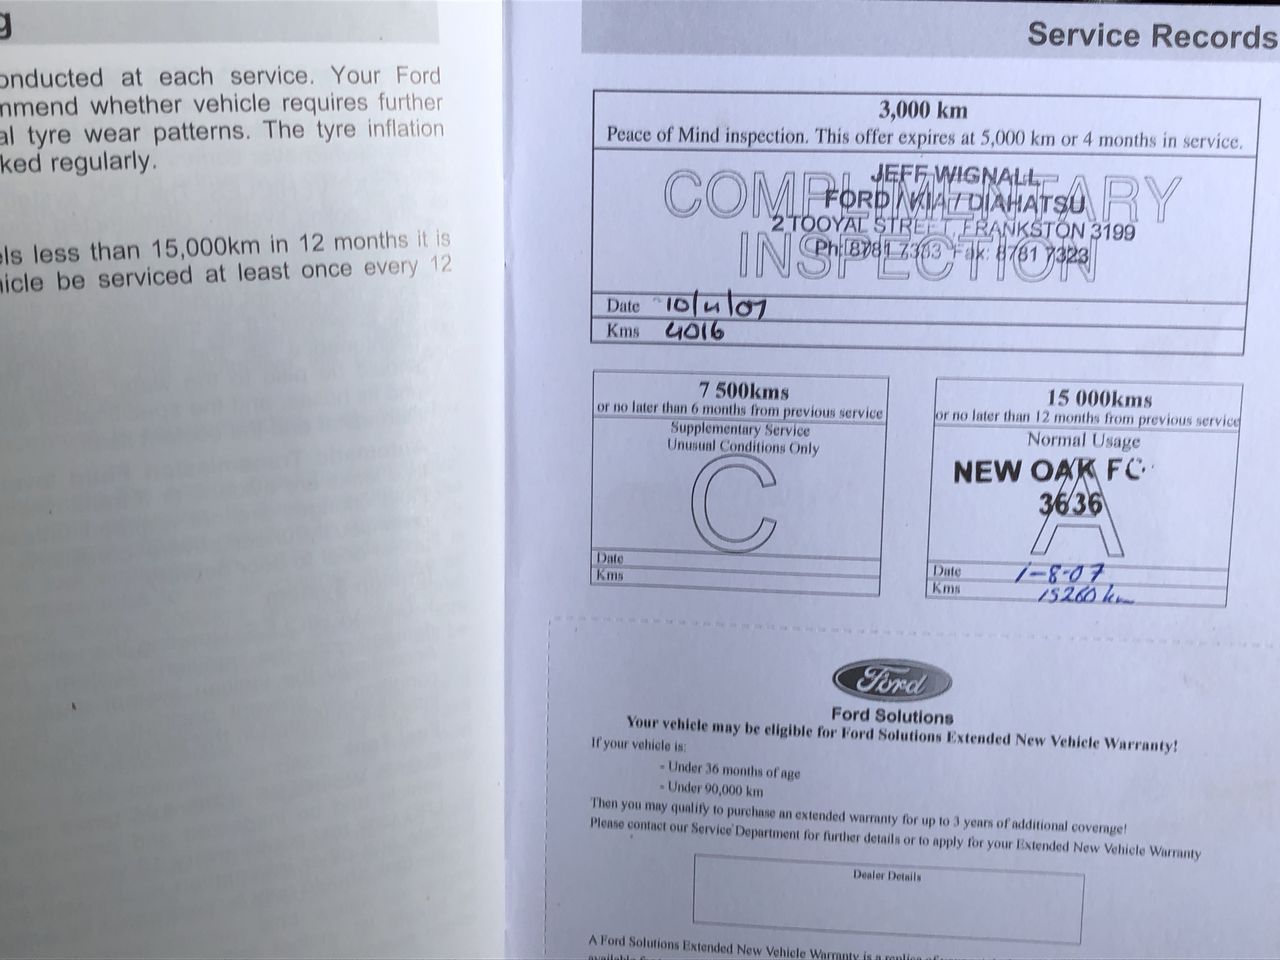 g
onducted at each service. Your Ford
mmend whether vehicle requires further
al tyre wear patterns. The tyre inflation
ked regularly.
els less than 15,000km in 12 months it is
hicle be serviced at least once every 12
Service Records
3,000 km
Peace of Mind inspection. This offer expires at 5,000 km or 4 months in service.
COMPLIMENTARY
INSPECTION
JEFF WIGNALL
FORD / KIA / DIAHATSU
2 TOOYAL STREET, FRANKSTON 3199
Ph: 8781 7363 Fax: 8781 7323
Date 10/4/07
Kms 4016
7 500kms
or no later than 6 months from previous service
Supplementary Service
Unusual Conditions Only
C
Date
Kms
15 000kms
or no later than 12 months from previous service
Normal Usage
NEW OAK FC
3636
A
Date 1-8-07
Kms 15260 km
Ford
Ford Solutions
Your vehicle may be eligible for Ford Solutions Extended New Vehicle Warranty!
If your vehicle is:
- Under 36 months of age
- Under 90,000 km
Then you may qualify to purchase an extended warranty for up to 3 years of additional coverage!
Please contact our Service Department for further details or to apply for your Extended New Vehicle Warranty
Dealer Details
A Ford Solutions Extended New Vehicle Warranty is a replica of